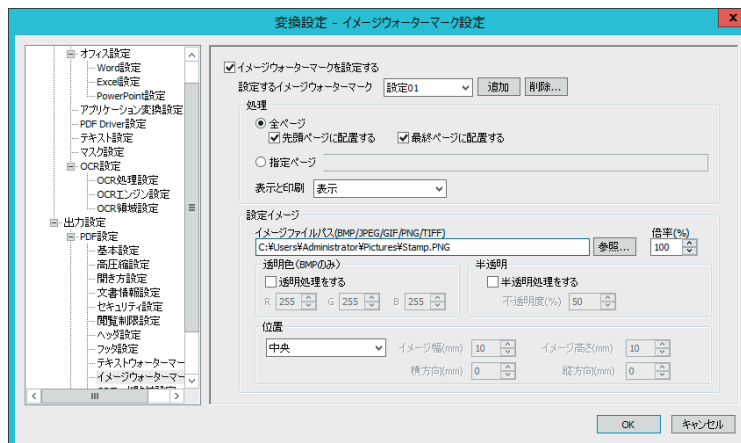 変換設定 - イメージウォーターマーク設定
x
オフィス設定
Word設定
Excel設定
PowerPoint設定
アプリケーション変換設定
PDF Driver設定
テキスト設定
マスク設定
OCR設定
OCR処理設定
OCRエンジン設定
OCR領域設定
出力設定
PDF設定
基本設定
高圧縮設定
開き方設定
文書情報設定
セキュリティ設定
閲覧制限設定
ヘッダ設定
フッタ設定
テキストウォーターマー
イメージウォーターマー
イメージウォーターマークを設定する
設定するイメージウォーターマーク 設定01 追加 削除...
処理
全ページ
先頭ページに配置する 最終ページに配置する
指定ページ
表示と印刷 表示
設定イメージ
イメージファイルパス(BMP/JPEG/GIF/PNG/TIFF) 倍率(%)
C:¥Users¥Administrator¥Pictures¥Stamp.PNG 参照... 100
透明色(BMPのみ) 半透明
透明処理をする 半透明処理をする
R 255 G 255 B 255 不透明度(%) 50
位置
中央 イメージ幅(mm) 10 イメージ高さ(mm) 10
横方向(mm) 0 縦方向(mm) 0
OK キャンセル